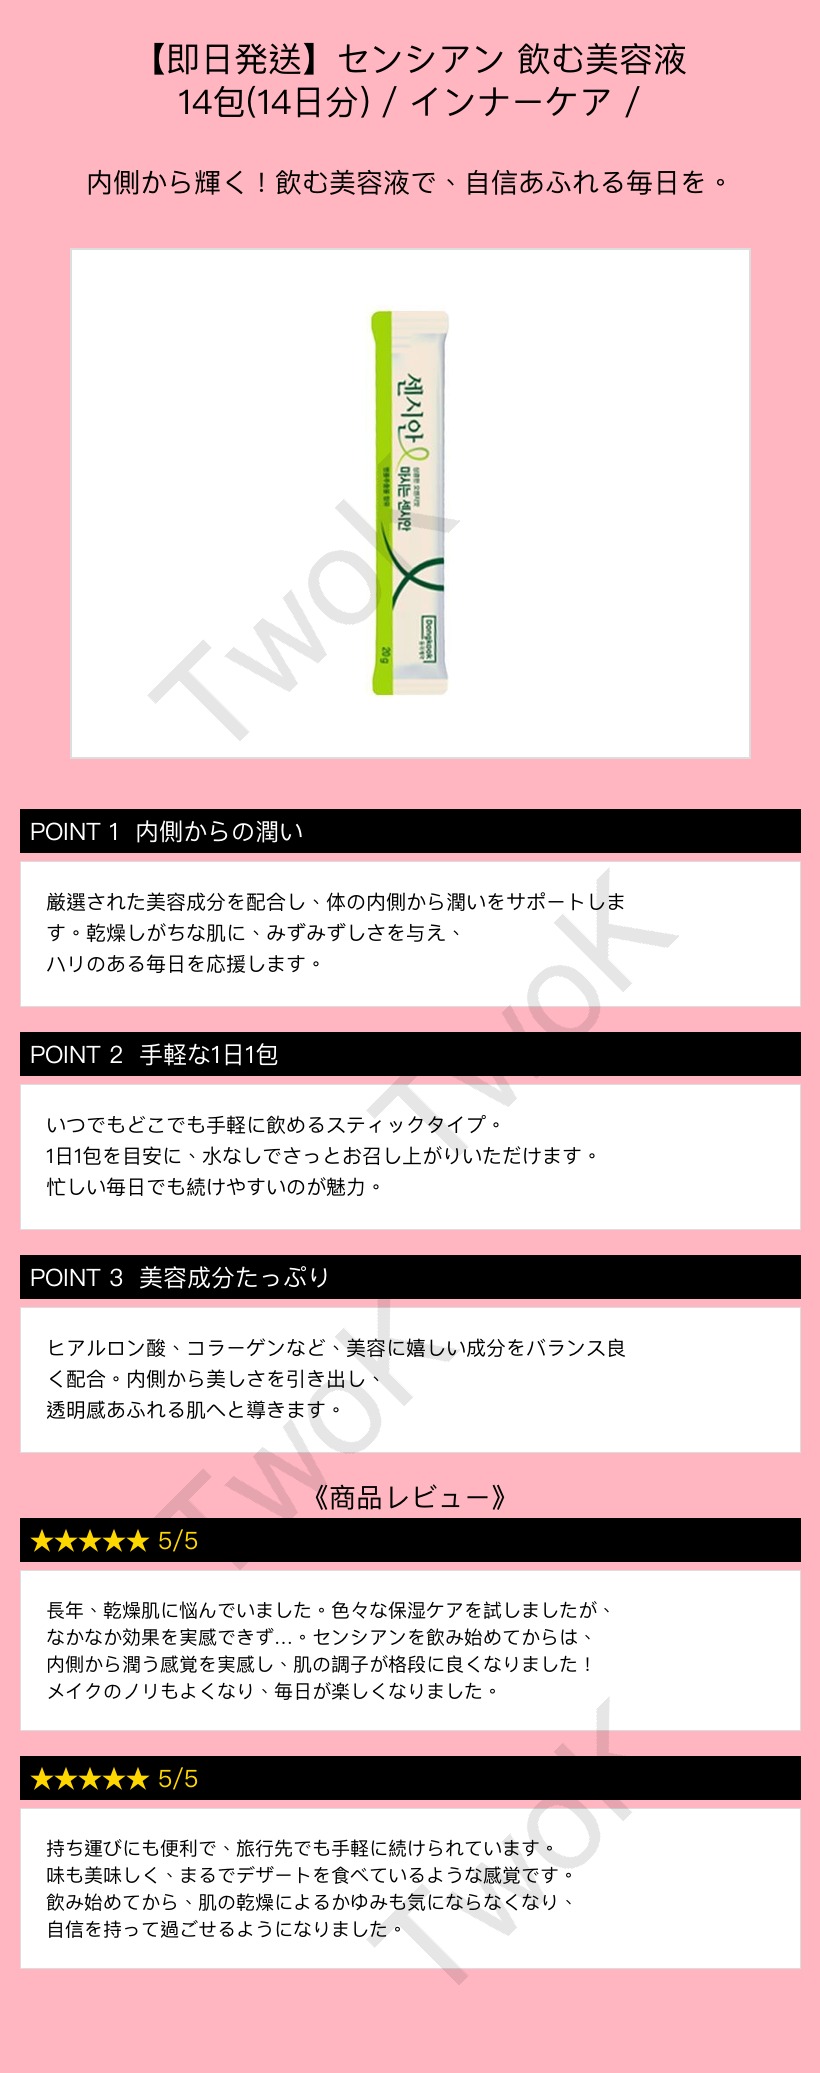 【即日発送】センシアン 飲む美容液
14包(14日分) / インナーケア /
内側から輝く！飲む美容液で、自信あふれる毎日を。
센시안
상큼한 오렌지맛
마시는 센시안
병풀추출물 함유
Dongkook
동국제약
20g
TwoK
POINT 1 内側からの潤い
厳選された美容成分を配合し、体の内側から潤いをサポートしま
す。乾燥しがちな肌に、みずみずしさを与え、
ハリのある毎日を応援します。
TwoK
POINT 2 手軽な1日1包
いつでもどこでも手軽に飲めるスティックタイプ。
1日1包を目安に、水なしでさっとお召し上がりいただけます。
忙しい毎日でも続けやすいのが魅力。
POINT 3 美容成分たっぷり
ヒアルロン酸、コラーゲンなど、美容に嬉しい成分をバランス良
く配合。内側から美しさを引き出し、
透明感あふれる肌へと導きます。
TwoK
《商品レビュー》
★★★★★ 5/5
長年、乾燥肌に悩んでいました。色々な保湿ケアを試しましたが、
なかなか効果を実感できず…。センシアンを飲み始めてからは、
内側から潤う感覚を実感し、肌の調子が格段に良くなりました！
メイクのノリもよくなり、毎日が楽しくなりました。
★★★★★ 5/5
持ち運びにも便利で、旅行先でも手軽に続けられています。
味も美味しく、まるでデザートを食べているような感覚です。
飲み始めてから、肌の乾燥によるかゆみも気にならなくなり、
自信を持って過ごせるようになりました。
TwoK